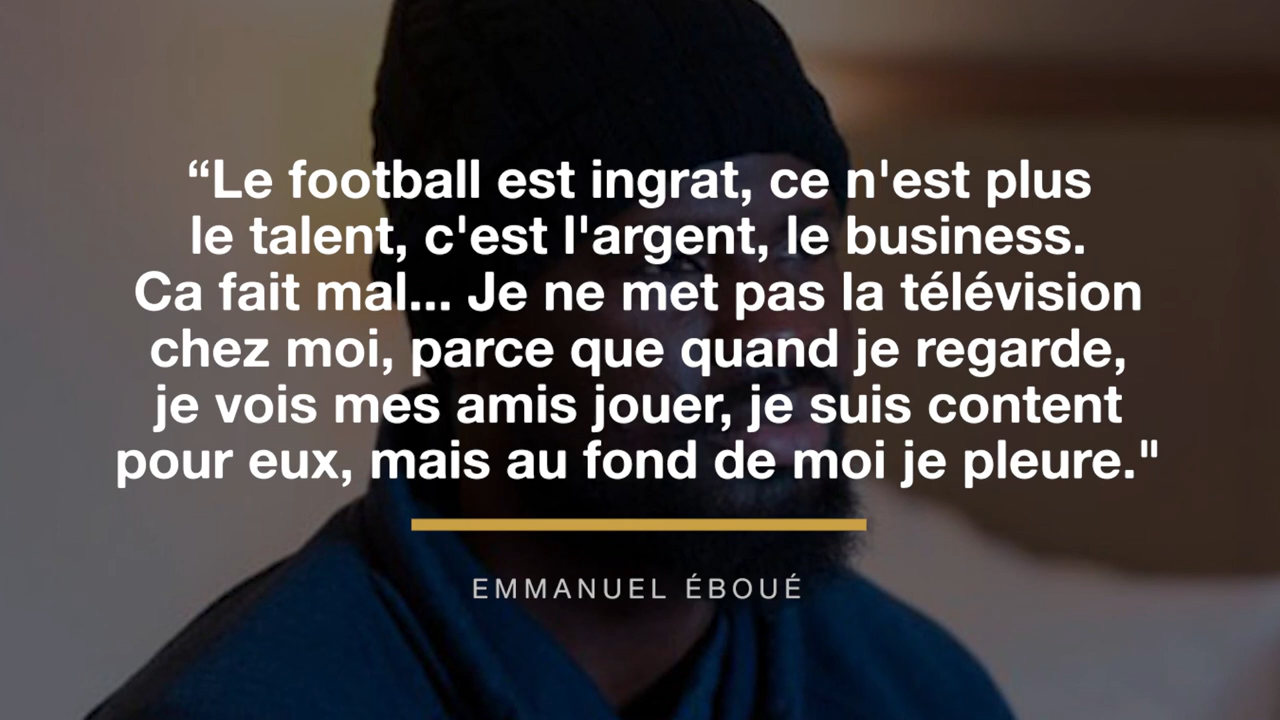 “Le football est ingrat, ce n'est plus
le talent, c'est l'argent, le business.
Ca fait mal... Je ne met pas la télévision
chez moi, parce que quand je regarde,
je vois mes amis jouer, je suis content
pour eux, mais au fond de moi je pleure."
EMMANUEL ÉBOUÉ